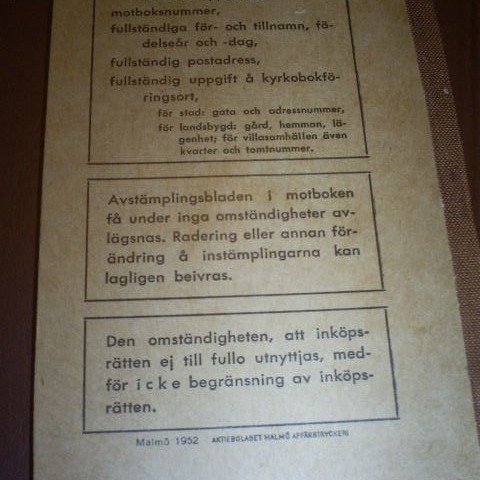 motboksnummer,
fullständiga för- och tillnamn, fö-
delseår och -dag,
fullständig postadress,
fullständig uppgift å kyrkobokfö-
ringsort,
för stad: gata och adressnummer,
för landsbygd: gård, hemman, lä-
genhet; för villasamhällen även
kvarter och tomtnummer.
Avstämplingsbladen i motboken
få under inga omständigheter av-
lägsnas. Radering eller annan för-
ändring å instämplingarna kan
lagligen beivras.
Den omständigheten, att inköps-
rätten ej till fullo utnyttjas, med-
för icke begränsning av inköps-
rätten.
Malmö 1952 AKTIEBOLAGET MALMÖ AFFÄRSTRYCKERI